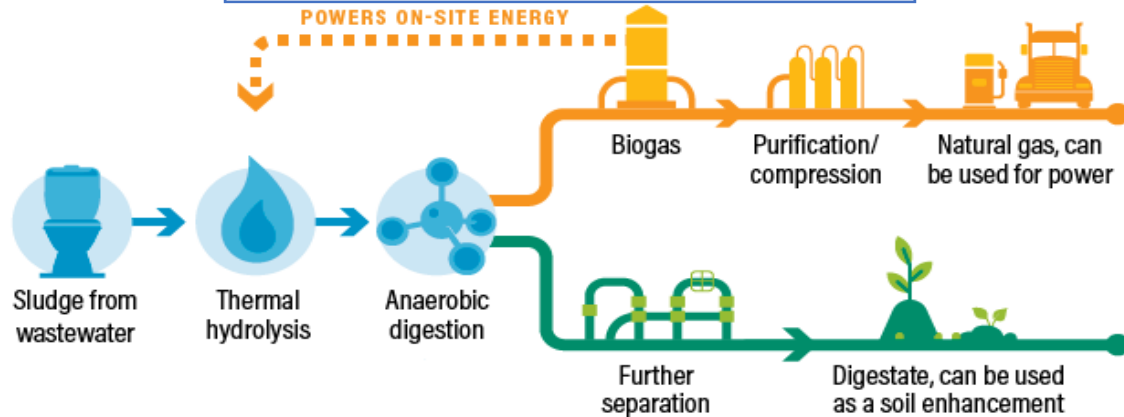 POWERS ON-SITE ENERGY
Biogas
Purification/
compression
Natural gas, can
be used for power
Sludge from
wastewater
Thermal
hydrolysis
Anaerobic
digestion
Further
separation
Digestate, can be used
as a soil enhancement